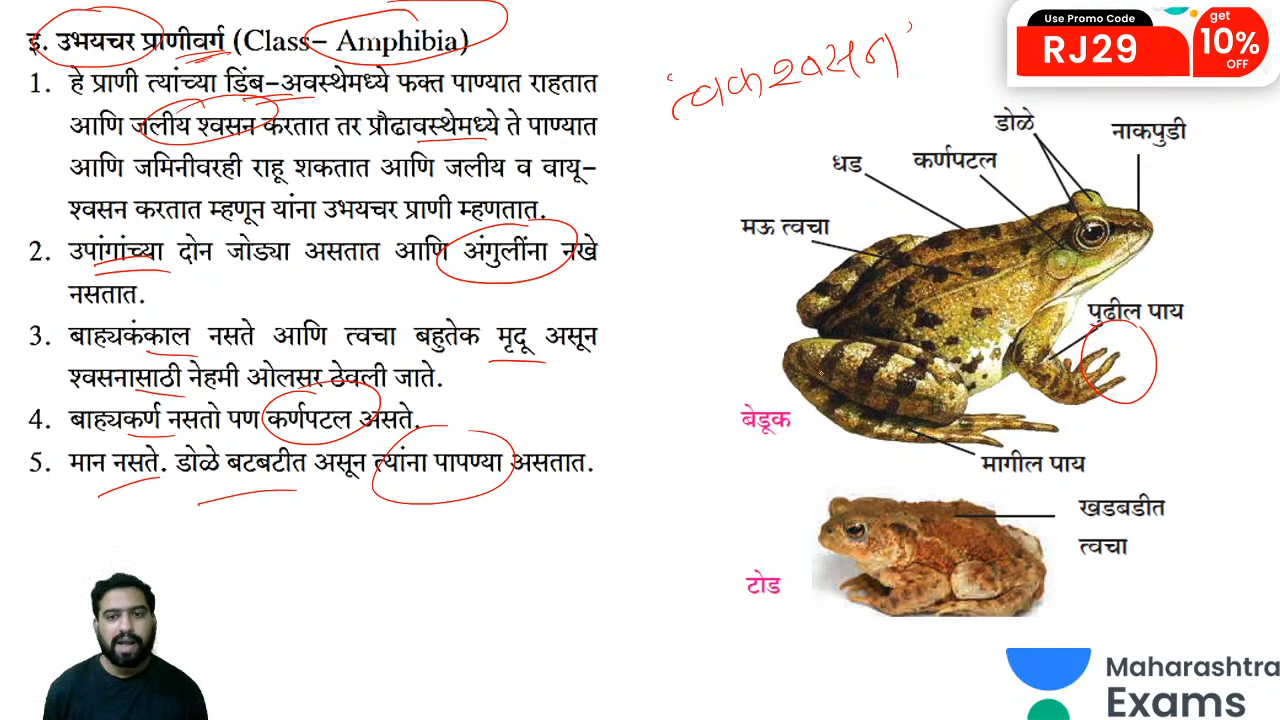 इ. उभयचर प्राणीवर्ग (Class– Amphibia)
1. हे प्राणी त्यांच्या डिंब-अवस्थेमध्ये फक्त पाण्यात राहतात
आणि जलीय श्वसन करतात तर प्रौढावस्थेमध्ये ते पाण्यात
आणि जमिनीवरही राहू शकतात आणि जलीय व वायू–
श्वसन करतात म्हणून यांना उभयचर प्राणी म्हणतात.
2. उपांगांच्या दोन जोड्या असतात आणि अंगुलींना नखे
नसतात.
3. बाह्यकंकाल नसते आणि त्वचा बहुतेक मृदू असून
श्वसनासाठी नेहमी ओलसर ठेवली जाते.
4. बाह्यकर्ण नसतो पण कर्णपटल असते.
5. मान नसते. डोळे बटबटीत असून त्यांना पापण्या असतात.
त्वकश्वसन
Use Promo Code
RJ29
get
10%
OFF
डोळे
नाकपुडी
कर्णपटल
धड
मऊ त्वचा
पुढील पाय
बेडूक
मागील पाय
खडबडीत
त्वचा
टोड
Maharashtra
Exams